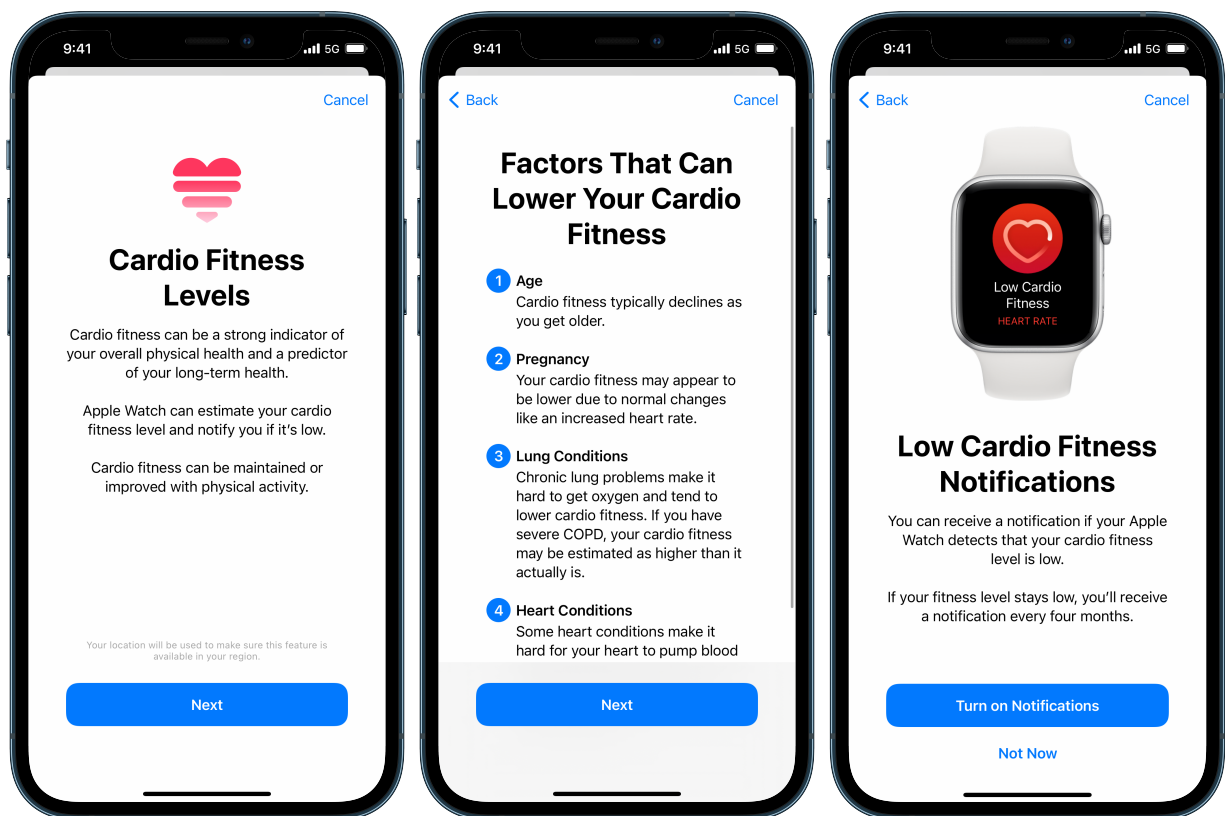 9:41
5G
Cancel
Cardio Fitness
Levels
Cardio fitness can be a strong indicator of
your overall physical health and a predictor
of your long-term health.
Apple Watch can estimate your cardio
fitness level and notify you if it’s low.
Cardio fitness can be maintained or
improved with physical activity.
Your location will be used to make sure this feature is
available in your region.
Next
9:41
5G
Back
Cancel
Factors That Can
Lower Your Cardio
Fitness
1 Age
Cardio fitness typically declines as
you get older.
2 Pregnancy
Your cardio fitness may appear to
be lower due to normal changes
like an increased heart rate.
3 Lung Conditions
Chronic lung problems make it
hard to get oxygen and tend to
lower cardio fitness. If you have
severe COPD, your cardio fitness
may be estimated as higher than it
actually is.
4 Heart Conditions
Some heart conditions make it
hard for your heart to pump blood
Next
9:41
5G
Back
Cancel
Low Cardio
Fitness
HEART RATE
Low Cardio Fitness
Notifications
You can receive a notification if your Apple
Watch detects that your cardio fitness
level is low.
If your fitness level stays low, you’ll receive
a notification every four months.
Turn on Notifications
Not Now